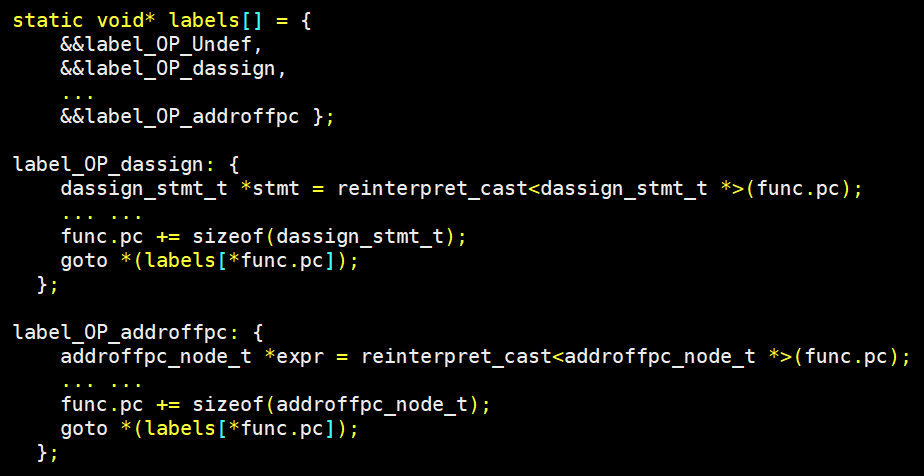 static void* labels[] = {
    &&label_OP_Undef,
    &&label_OP_dassign,
    ...
    &&label_OP_addroffpc };

label_OP_dassign: {
    dassign_stmt_t *stmt = reinterpret_cast<dassign_stmt_t *>(func.pc);
    ... ...
    func.pc += sizeof(dassign_stmt_t);
    goto *(labels[*func.pc]);
  };

label_OP_addroffpc: {
    addroffpc_node_t *expr = reinterpret_cast<addroffpc_node_t *>(func.pc);
    ... ...
    func.pc += sizeof(addroffpc_node_t);
    goto *(labels[*func.pc]);
  };